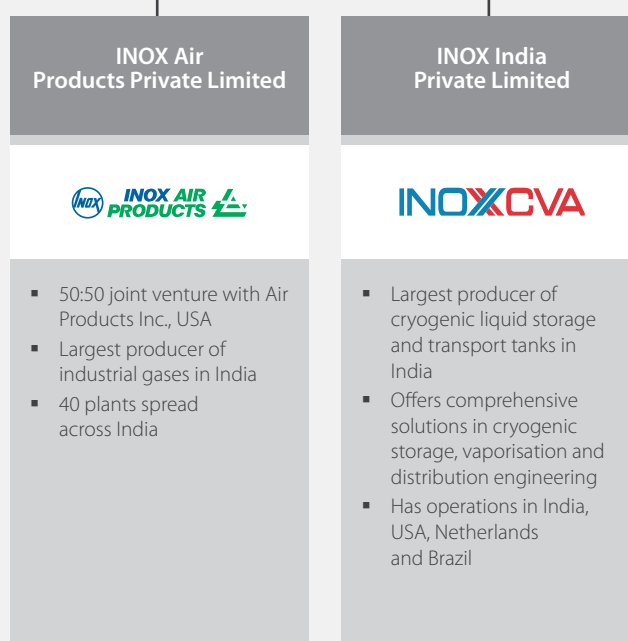 INOX Air
Products Private Limited
INOX
INOX AIR
PRODUCTS
▪ 50:50 joint venture with Air
Products Inc., USA
▪ Largest producer of
industrial gases in India
▪ 40 plants spread
across India
INOX India
Private Limited
INOXCVA
▪ Largest producer of
cryogenic liquid storage
and transport tanks in
India
▪ Offers comprehensive
solutions in cryogenic
storage, vaporisation and
distribution engineering
▪ Has operations in India,
USA, Netherlands
and Brazil